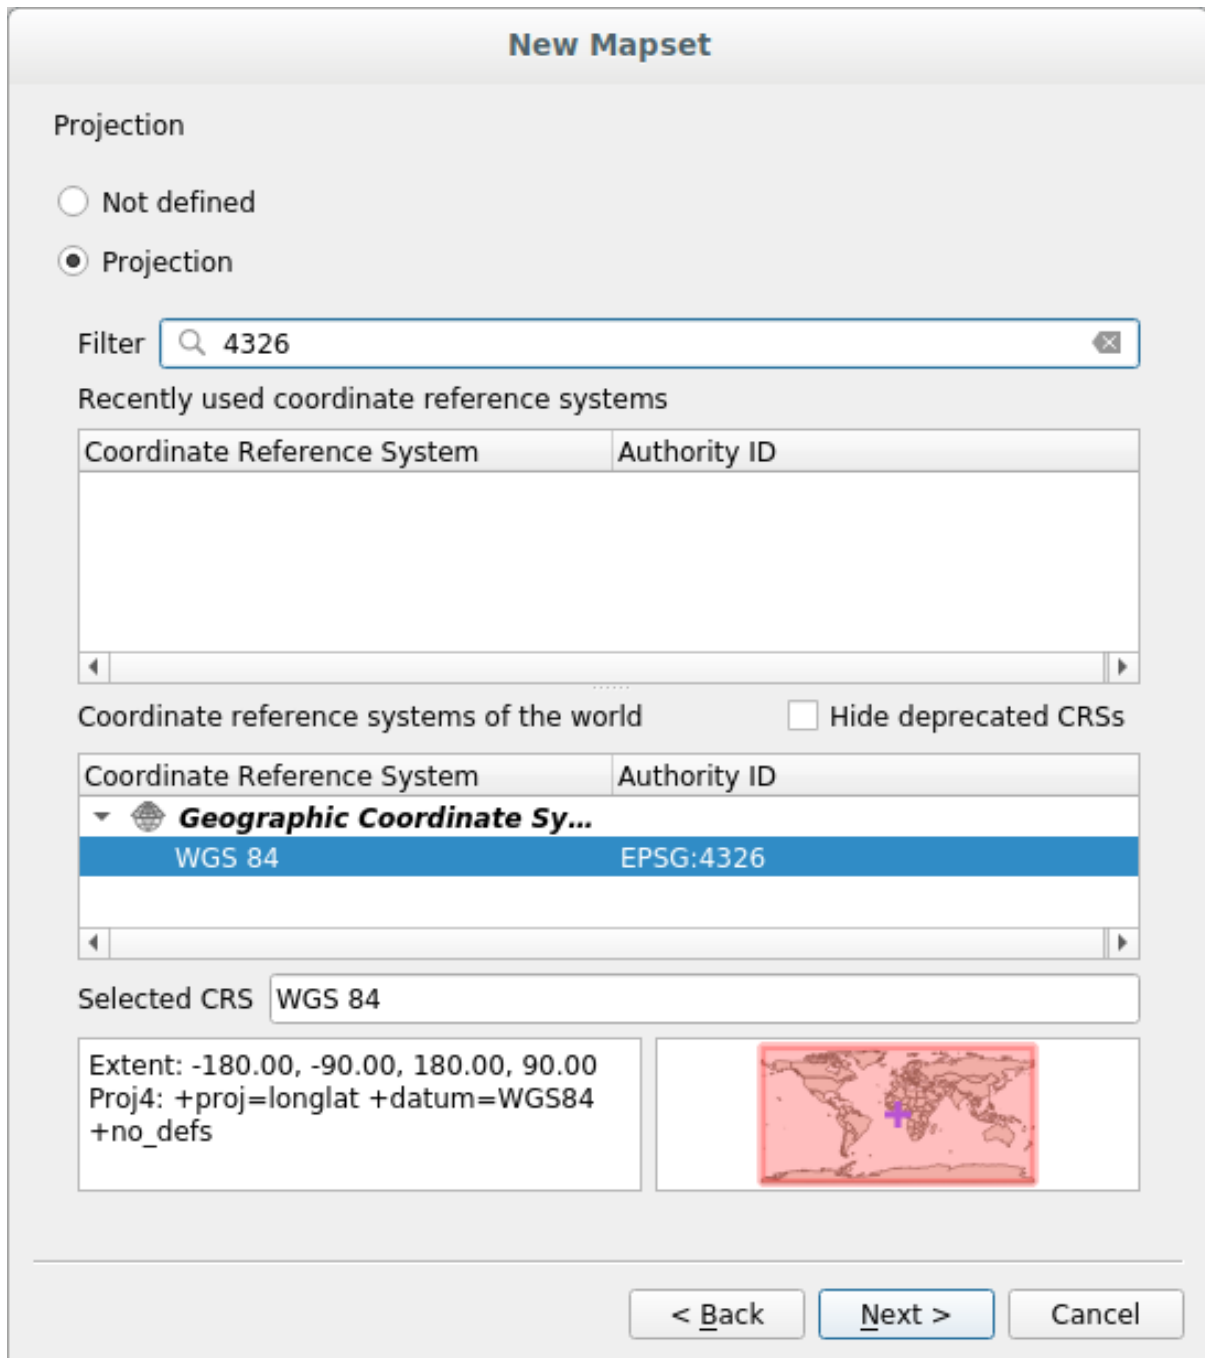 New Mapset
Projection
Not defined
Projection
Filter 4326
Recently used coordinate reference systems
Coordinate Reference System Authority ID
Coordinate reference systems of the world Hide deprecated CRSs
Coordinate Reference System Authority ID
Geographic Coordinate Sy...
WGS 84 EPSG:4326
Selected CRS WGS 84
Extent: -180.00, -90.00, 180.00, 90.00
Proj4: +proj=longlat +datum=WGS84
+no_defs
< Back Next > Cancel